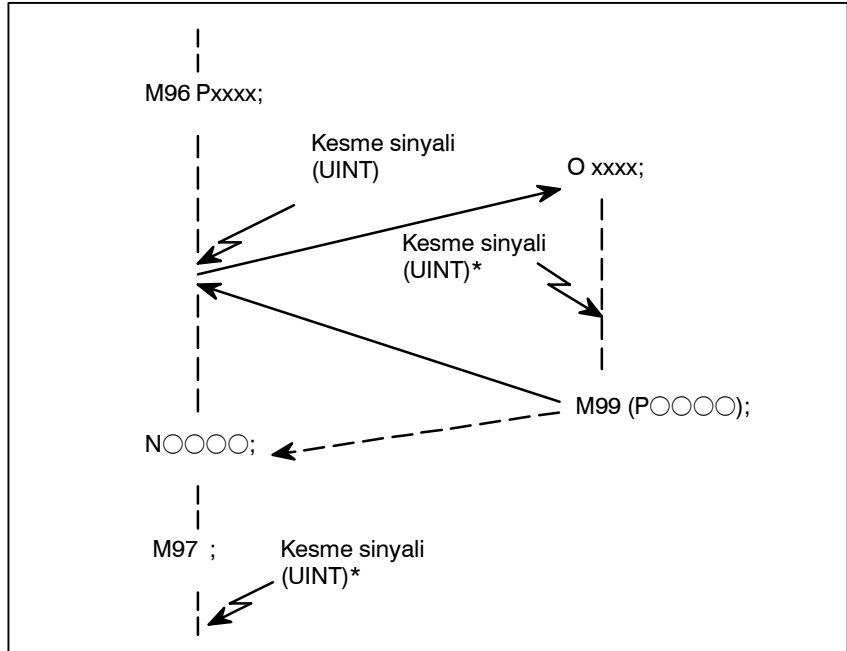 M96 Pxxxx;
Kesme sinyali
(UINT)
O xxxx;
Kesme sinyali
(UINT)*
M99 (P○○○○);
N○○○○;
M97 ;
Kesme sinyali
(UINT)*